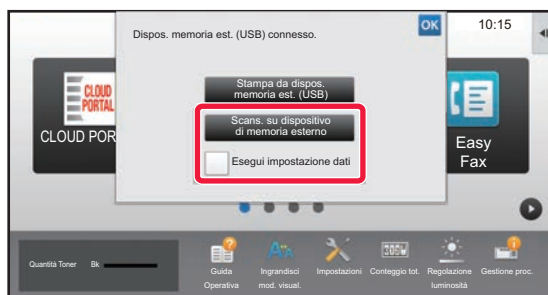 Dispos. memoria est. (USB) connesso.
OK
10:15
Stampa da dispos.
memoria est. (USB)
Scans. su dispositivo
di memoria esterno
Esegui impostazione dati
CLOUD
PORTAL
CLOUD POR
Easy
Fax
Quantità Toner Bk
Guida
Operativa
Ingrandisci
mod. visual.
Impostazioni
Conteggio tot.
Regolazione
luminosità
Gestione proc.